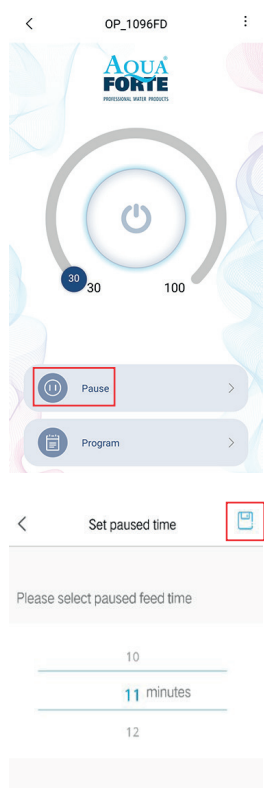 OP_1096FD
AQUA
FORTE
PROFESSIONAL WATER PRODUCTS
30
30 100
Pause
Program
Set paused time
Please select paused feed time
10
11 minutes
12